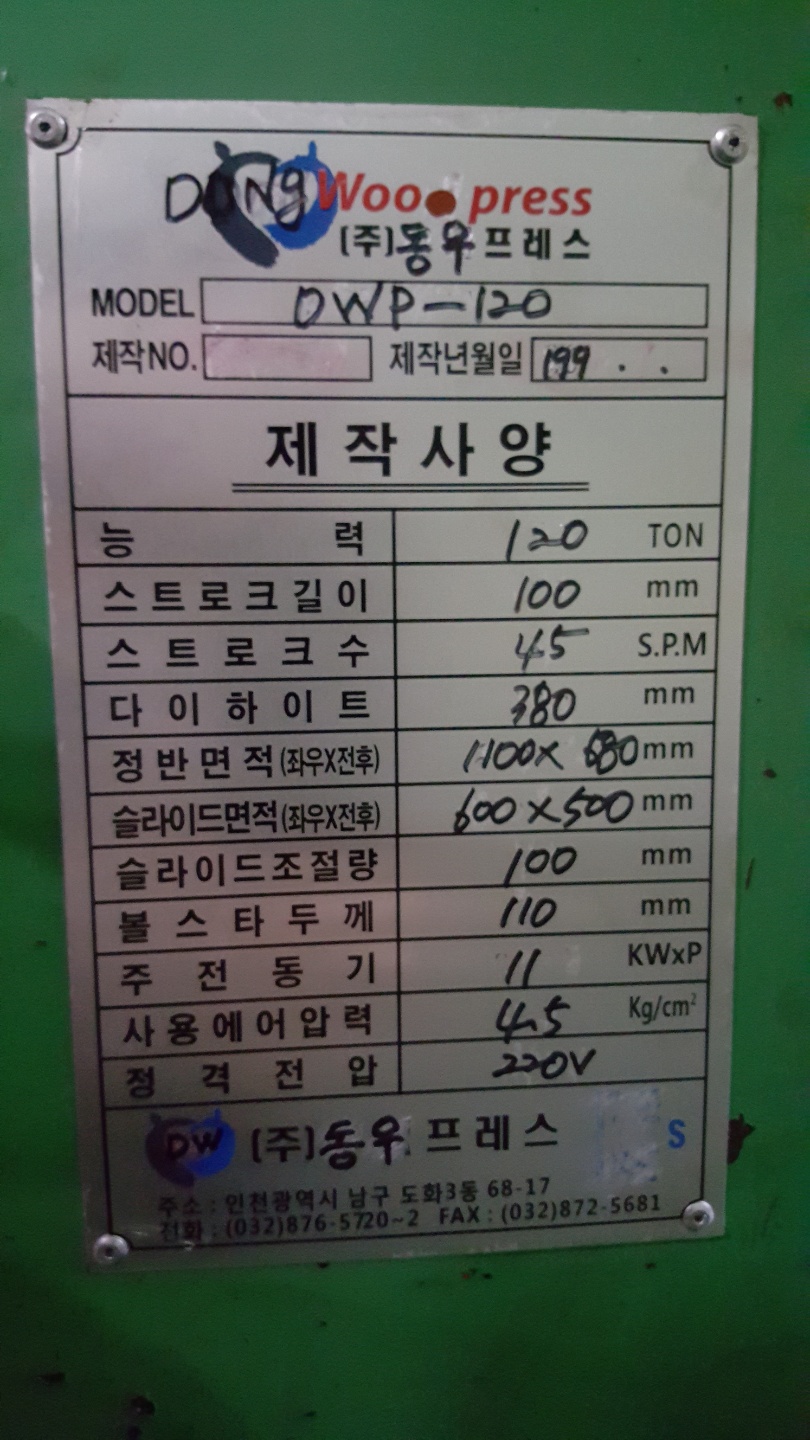 DONG Woo press
(주)동우프레스
MODEL DWP-120
제작NO. 제작년월일 199 . .
제작사양
능력 120 TON
스트로크길이 100 mm
스트로크수 45 S.P.M
다이하이트 380 mm
정반면적(좌우X전후) 1100X 680 mm
슬라이드면적(좌우X전후) 600X500 mm
슬라이드조절량 100 mm
볼스타두께 110 mm
주전동기 11 KWxP
사용에어압력 4.5 Kg/cm²
정격전압 220V
DW (주)동우 프레스 S
주소 : 인천광역시 남구 도화3동 68-17
전화 : (032)876-5720~2 FAX : (032)872-5681